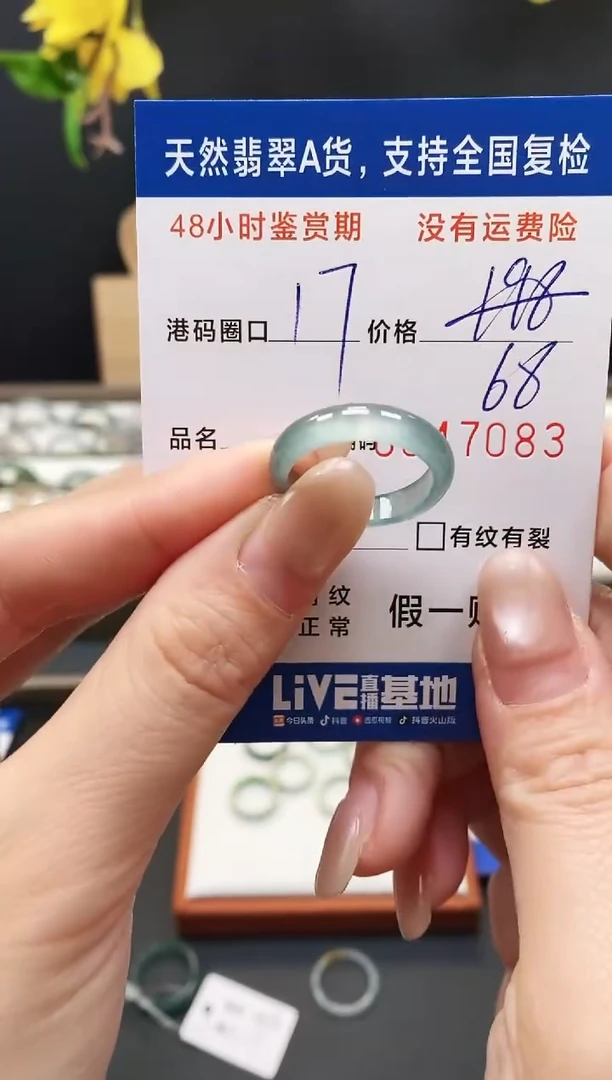 天然翡翠A货，支持全国复检
48小时鉴赏期 没有运费险
港码圈口 17 价格 198
68
品名 码 7083
□有纹有裂
纹
正常 假一
LiVE直播基地
今日头条 抖音 西瓜视频 抖音火山版